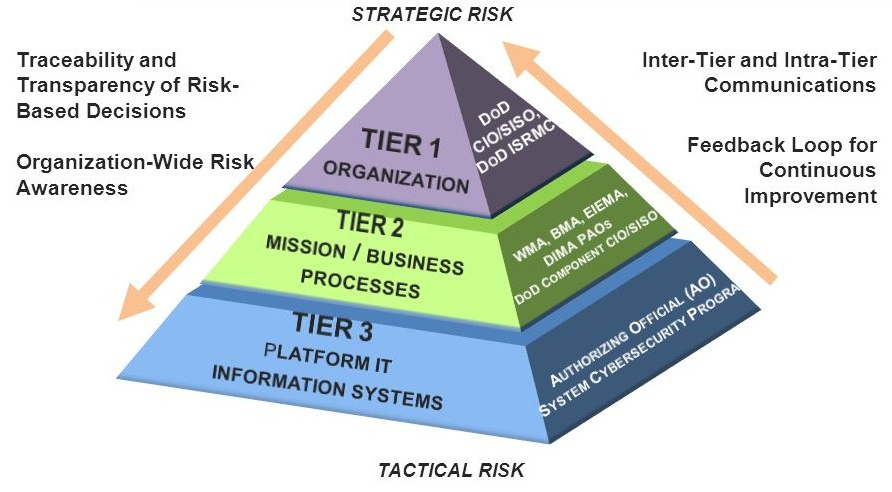 STRATEGIC RISK
Traceability and
Transparency of Risk-
Based Decisions
Organization-Wide Risk
Awareness
Inter-Tier and Intra-Tier
Communications
Feedback Loop for
Continuous
Improvement
TIER 1
ORGANIZATION
DoD
CIO/SISO,
DoD ISRMC
TIER 2
MISSION / BUSINESS
PROCESSES
WMA, BMA, EIEMA,
DIMA PAOs
DoD COMPONENT CIO/SISO
TIER 3
PLATFORM IT
INFORMATION SYSTEMS
AUTHORIZING OFFICIAL (AO)
SYSTEM CYBERSECURITY PROGRA
TACTICAL RISK